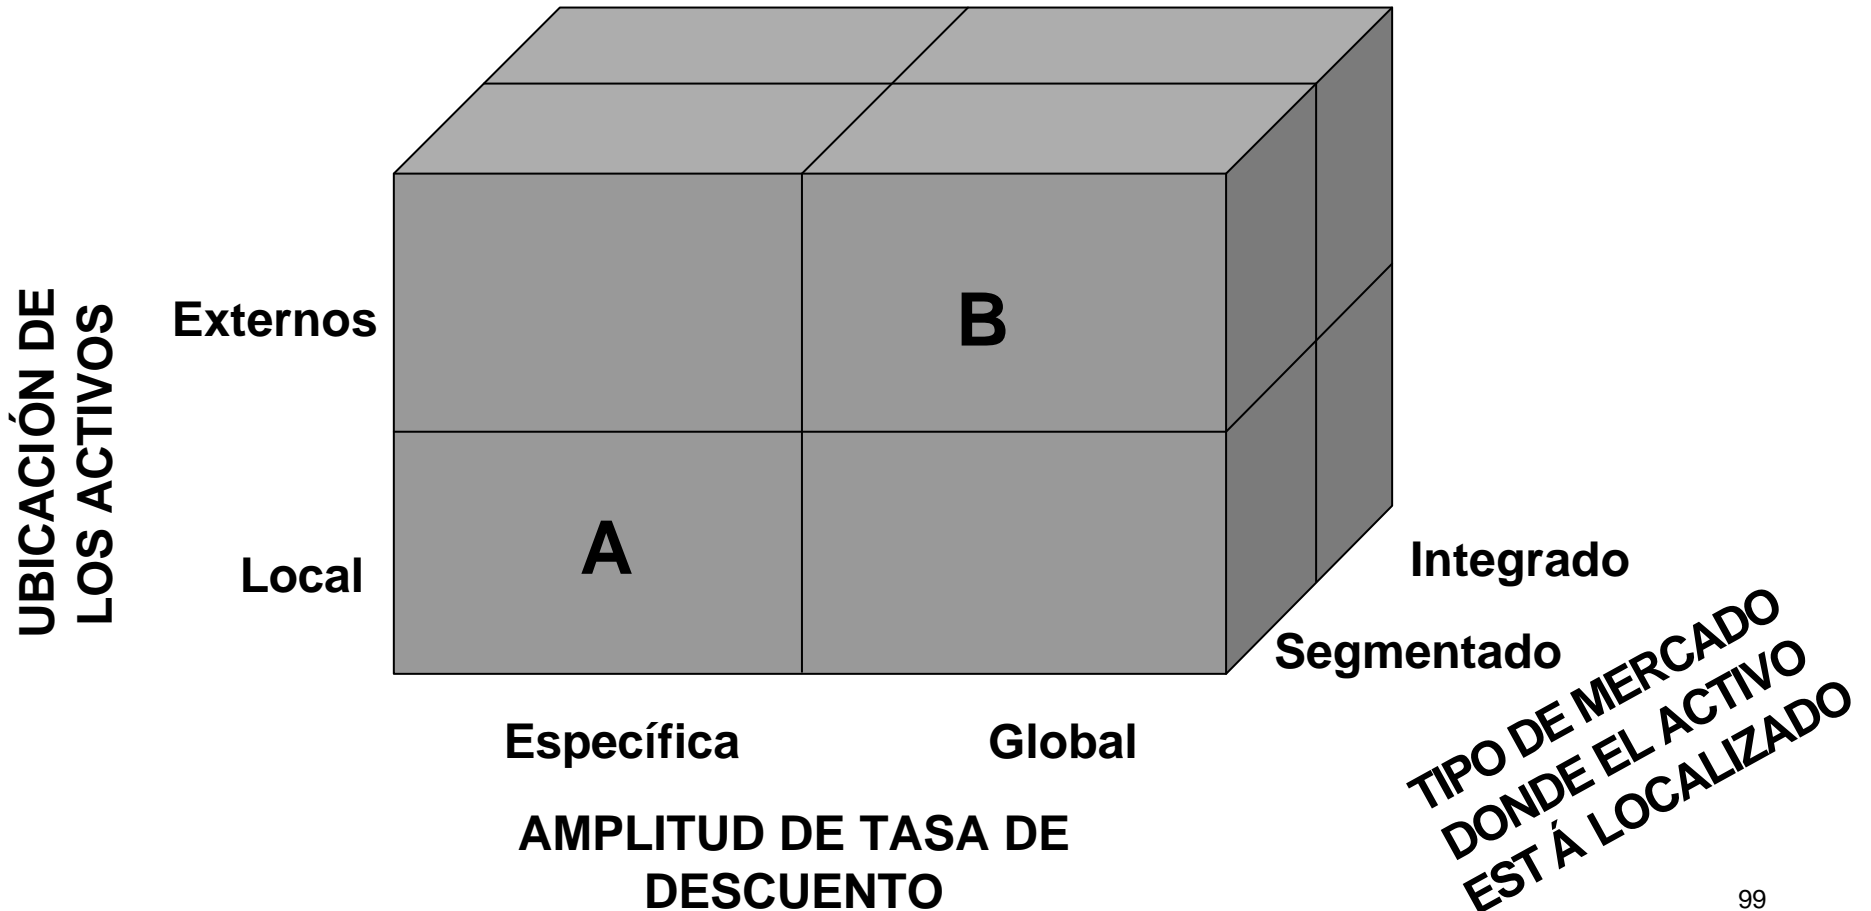 UBICACIÓN DE
LOS ACTIVOS
Externos
B
Local
A
Integrado
Segmentado
Específica
Global
TIPO DE MERCADO
DONDE EL ACTIVO
EST Á LOCALIZADO
AMPLITUD DE TASA DE
DESCUENTO
99